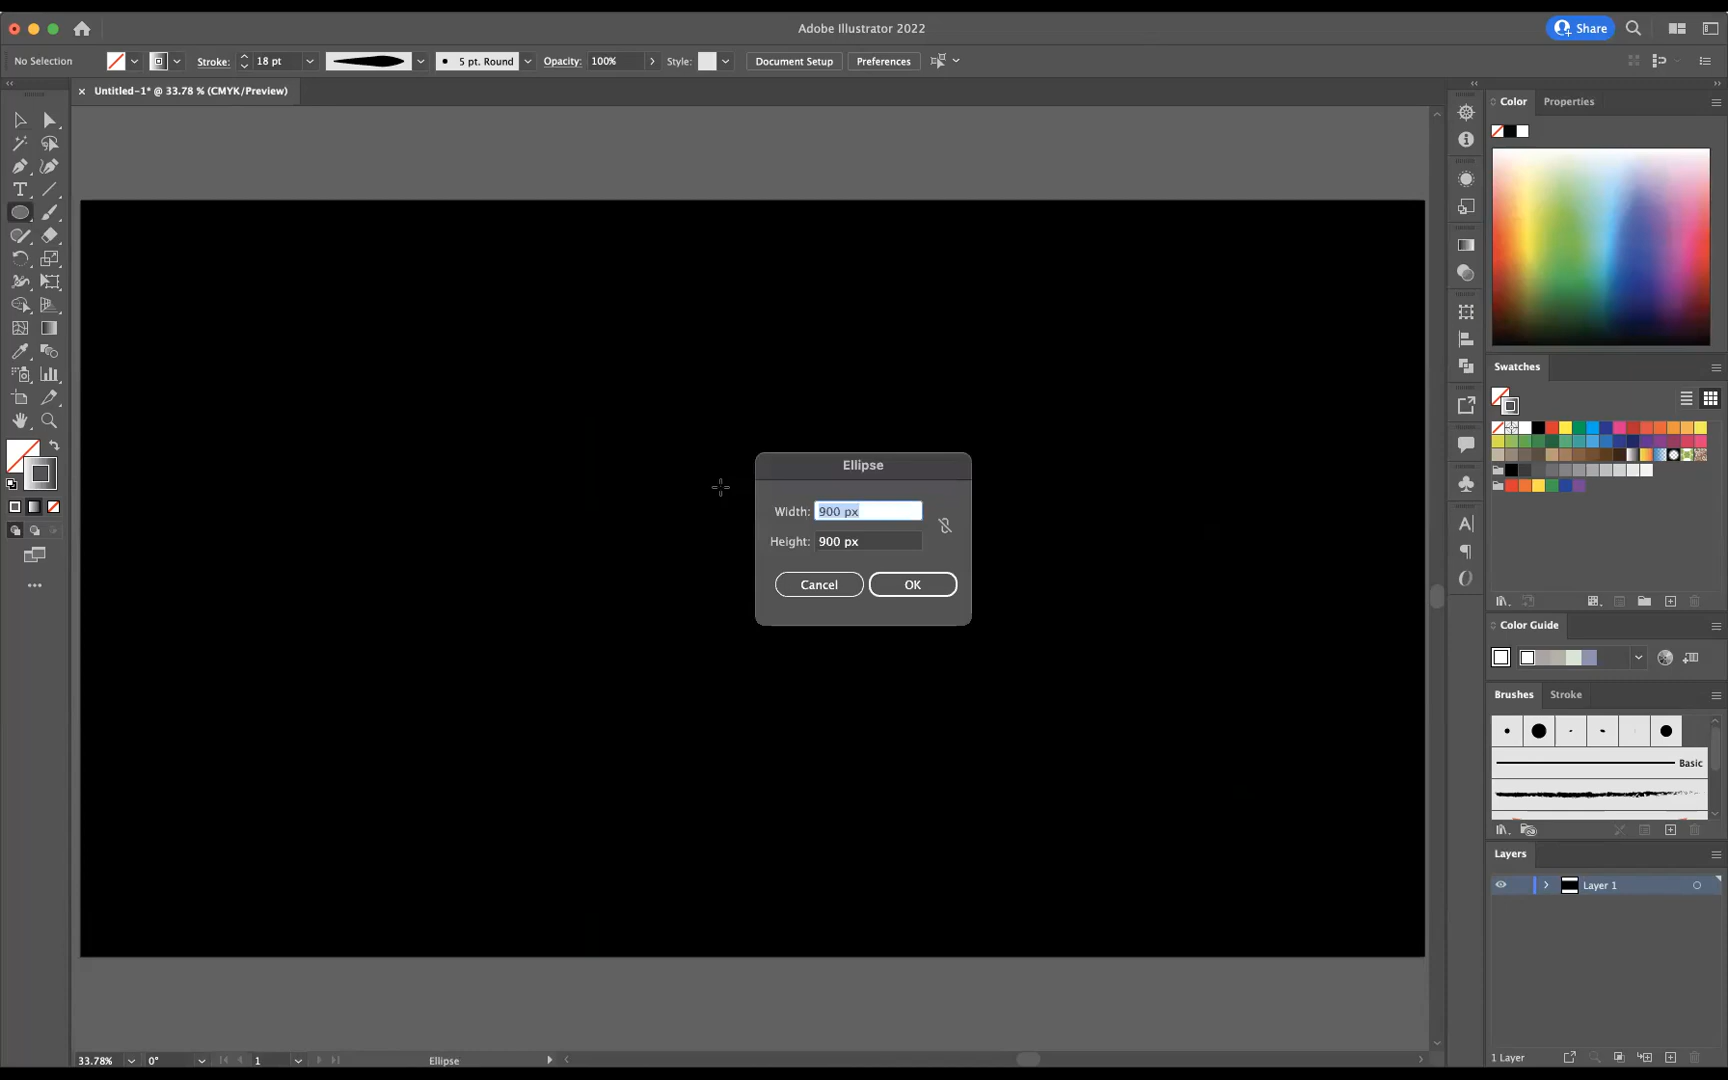 Adobe Illustrator 2022
Share
No Selection
Stroke:
18 pt
5 pt. Round
Opacity:
100%
Style:
Document Setup
Preferences
Untitled-1* @ 33.78 % (CMYK/Preview)
Color
Properties
Swatches
Ellipse
Width:
900 px
Height:
900 px
Cancel
OK
Color Guide
Brushes
Stroke
Basic
Layers
Layer 1
33.78%
0°
1
Ellipse
1 Layer